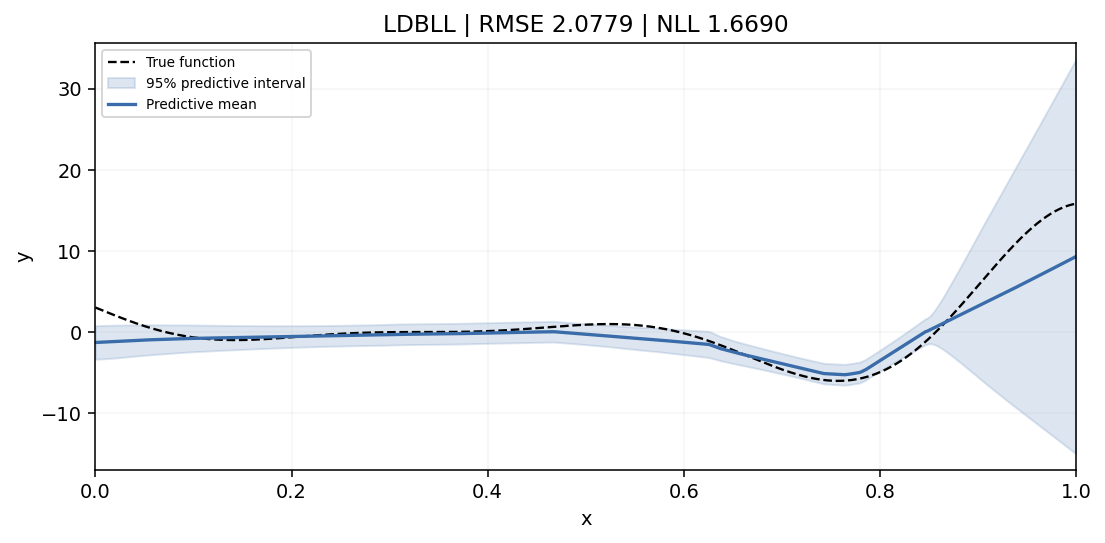 LDBLL | RMSE 2.0779 | NLL 1.6690
True function
95% predictive interval
Predictive mean
30
20
10
0
−10
y
0.0 0.2 0.4 0.6 0.8 1.0
x